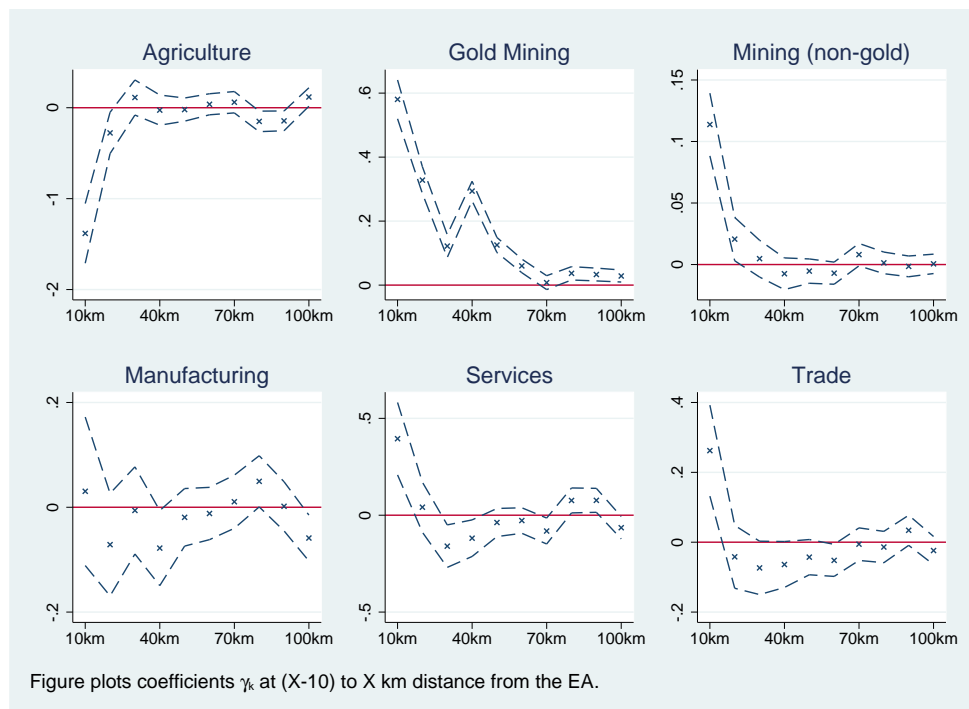 Agriculture
0
-1
-2
10km 40km 70km 100km
Gold Mining
.6
.4
.2
0
10km 40km 70km 100km
Mining (non-gold)
.15
.1
.05
0
10km 40km 70km 100km
Manufacturing
.2
0
-.2
10km 40km 70km 100km
Services
.5
0
-.5
10km 40km 70km 100km
Trade
.4
.2
0
-.2
10km 40km 70km 100km
Figure plots coefficients γₖ at (X-10) to X km distance from the EA.